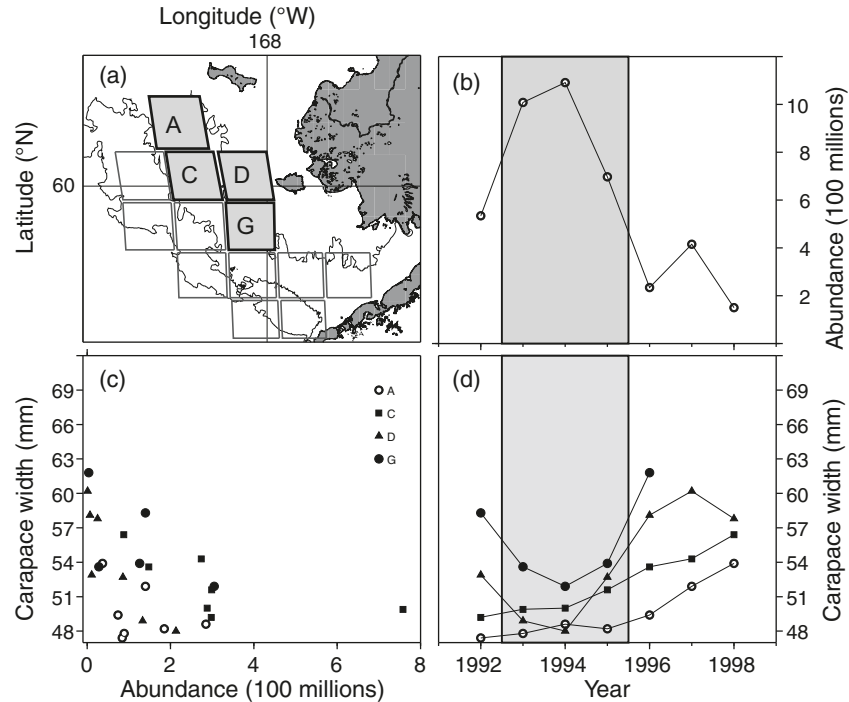 Longitude (°W)
168
(a)
A
C
D
G
Latitude (°N)
60
(b)
10
8
6
4
2
Abundance (100 millions)
(c)
A
C
D
G
69
66
63
60
57
54
51
48
Carapace width (mm)
0
2
4
6
8
Abundance (100 millions)
(d)
69
66
63
60
57
54
51
48
Carapace width (mm)
1992
1994
1996
1998
Year